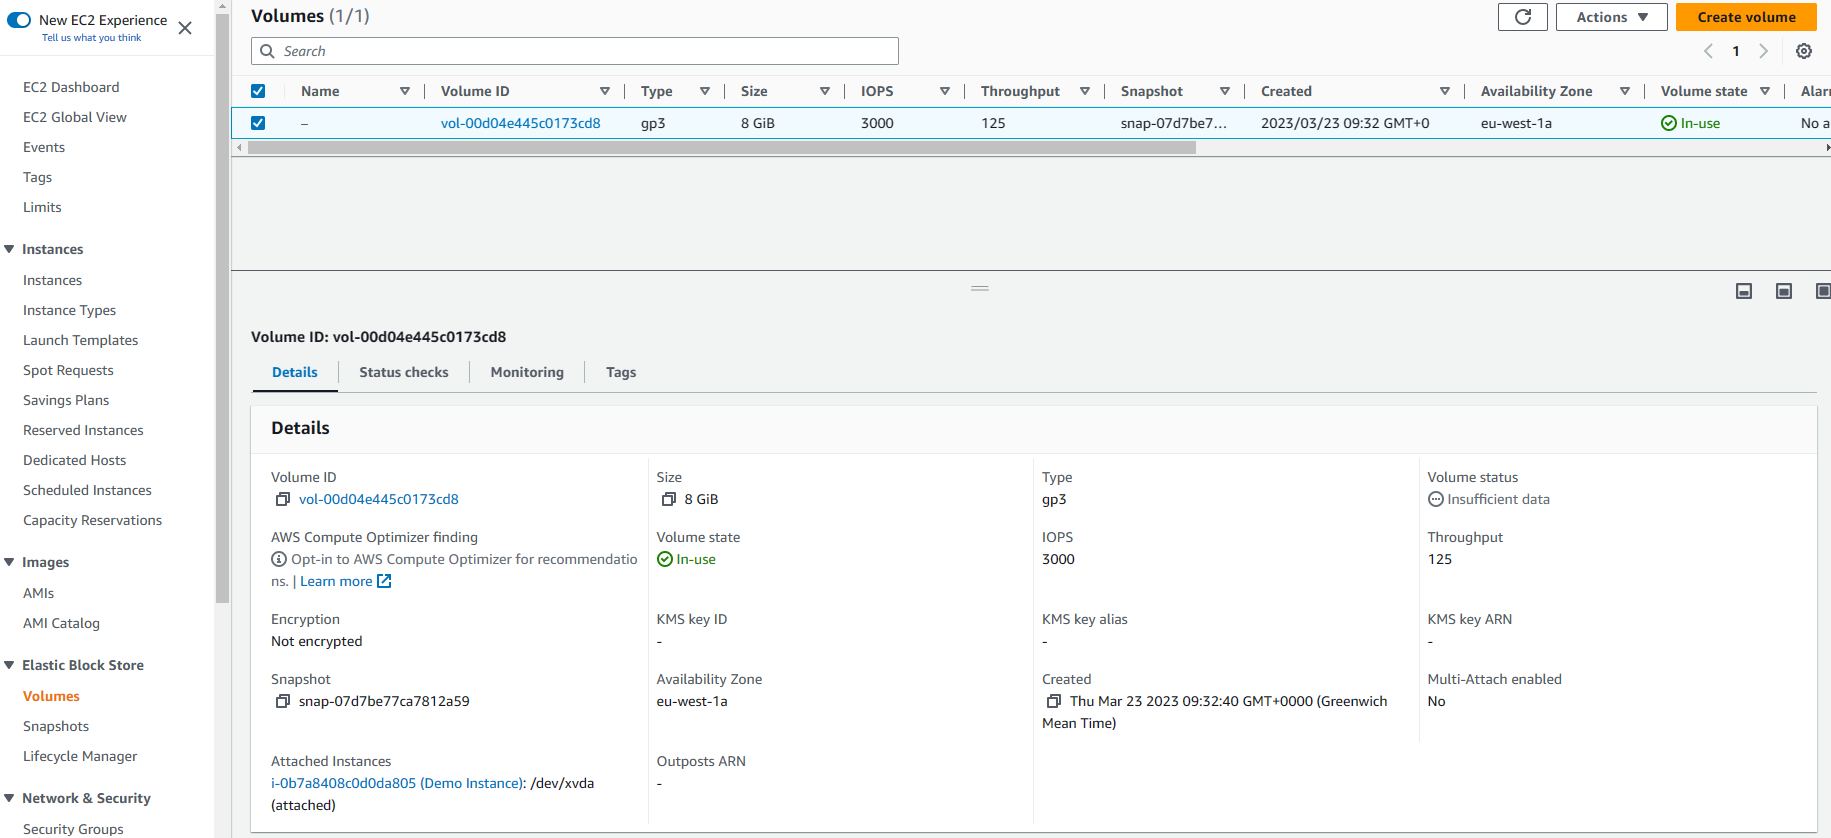 New EC2 Experience
Tell us what you think
EC2 Dashboard
EC2 Global View
Events
Tags
Limits
Instances
Instances
Instance Types
Launch Templates
Spot Requests
Savings Plans
Reserved Instances
Dedicated Hosts
Scheduled Instances
Capacity Reservations
Images
AMIs
AMI Catalog
Elastic Block Store
Volumes
Snapshots
Lifecycle Manager
Network & Security
Security Groups
Volumes (1/1)
Actions
Create volume
Search
1
Name Volume ID Type Size IOPS Throughput Snapshot Created Availability Zone Volume state Alarr
– vol-00d04e445c0173cd8 gp3 8 GiB 3000 125 snap-07d7be7... 2023/03/23 09:32 GMT+0 eu-west-1a In-use No a
Volume ID: vol-00d04e445c0173cd8
Details Status checks Monitoring Tags
Details
Volume ID Size Type Volume status
vol-00d04e445c0173cd8 8 GiB gp3 Insufficient data
AWS Compute Optimizer finding Volume state IOPS Throughput
Opt-in to AWS Compute Optimizer for recommendatio In-use 3000 125
ns. | Learn more
Encryption KMS key ID KMS key alias KMS key ARN
Not encrypted - - -
Snapshot Availability Zone Created Multi-Attach enabled
snap-07d7be77ca7812a59 eu-west-1a Thu Mar 23 2023 09:32:40 GMT+0000 (Greenwich No
Mean Time)
Attached Instances Outposts ARN
i-0b7a8408c0d0da805 (Demo Instance): /dev/xvda -
(attached)